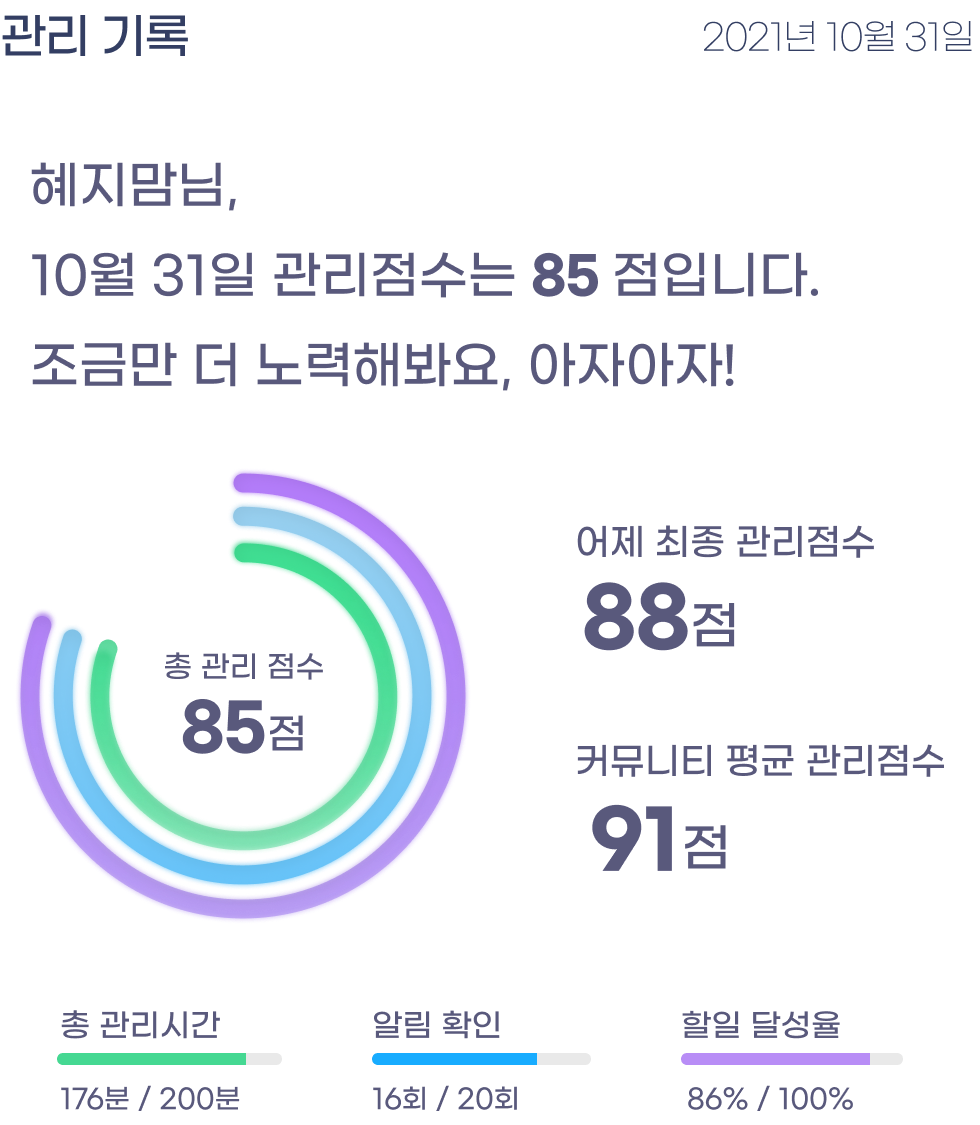 관리 기록
2021년 10월 31일
혜지맘님,
10월 31일 관리점수는 85 점입니다.
조금만 더 노력해봐요, 아자아자!
총 관리 점수
85점
어제 최종 관리점수
88점
커뮤니티 평균 관리점수
91점
총 관리시간
176분 / 200분
알림 확인
16회 / 20회
할일 달성율
86% / 100%